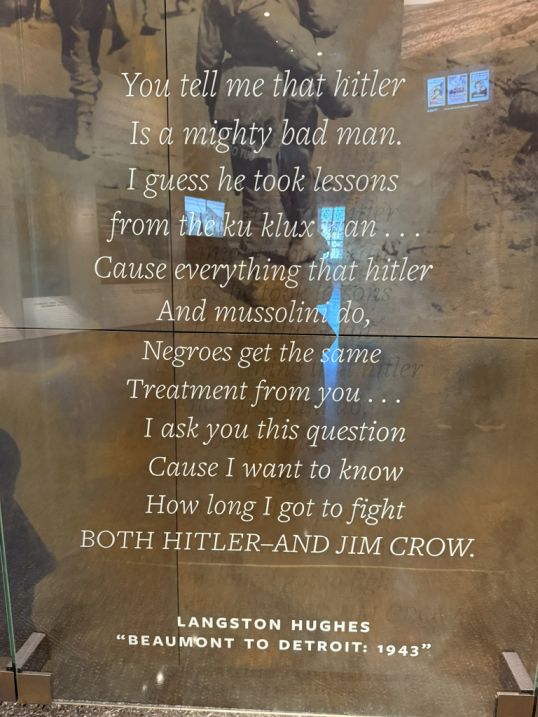 You tell me that hitler
Is a mighty bad man.
I guess he took lessons
from the ku klux klan . . .
Cause everything that hitler
And mussolini do,
Negroes get the same
Treatment from you . . .
I ask you this question
Cause I want to know
How long I got to fight
BOTH HITLER–AND JIM CROW.
LANGSTON HUGHES
“BEAUMONT TO DETROIT: 1943”